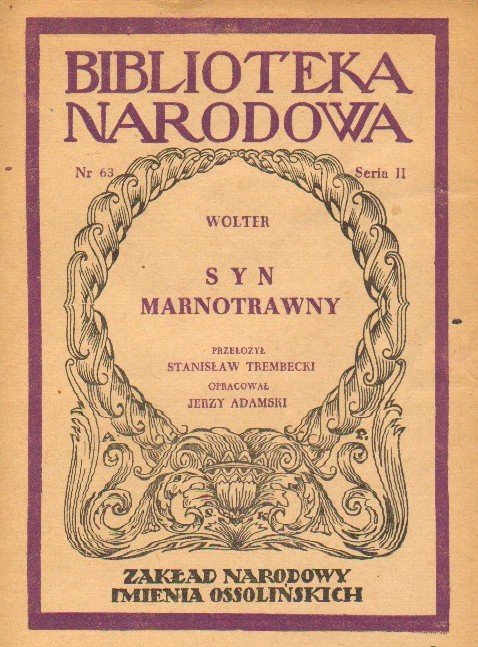 BIBLIOTEKA
NARODOWA
Nr 63 Seria II
WOLTER
SYN
MARNOTRAWNY
PRZEŁOŻYŁ
STANISŁAW TREMBECKI
OPRACOWAŁ
JERZY ADAMSKI
ZAKŁAD NARODOWY
IMIENIA OSSOLIŃSKICH